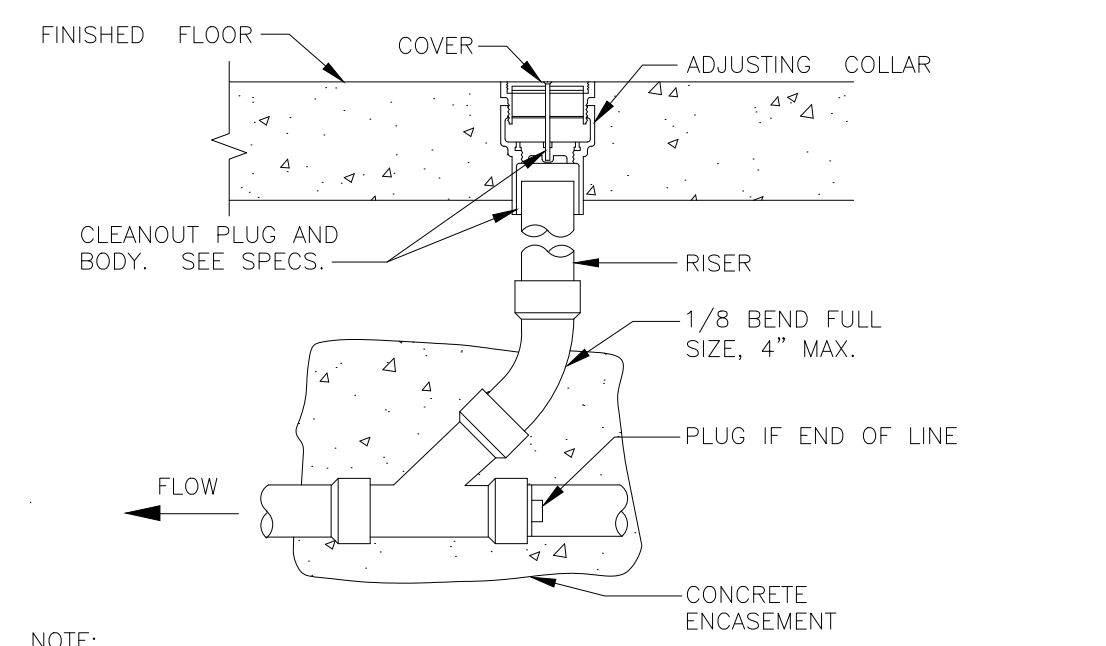 FINISHED FLOOR
COVER
ADJUSTING COLLAR
CLEANOUT PLUG AND
BODY. SEE SPECS.
RISER
1/8 BEND FULL
SIZE, 4" MAX.
PLUG IF END OF LINE
FLOW
CONCRETE
ENCASEMENT
NOTE: